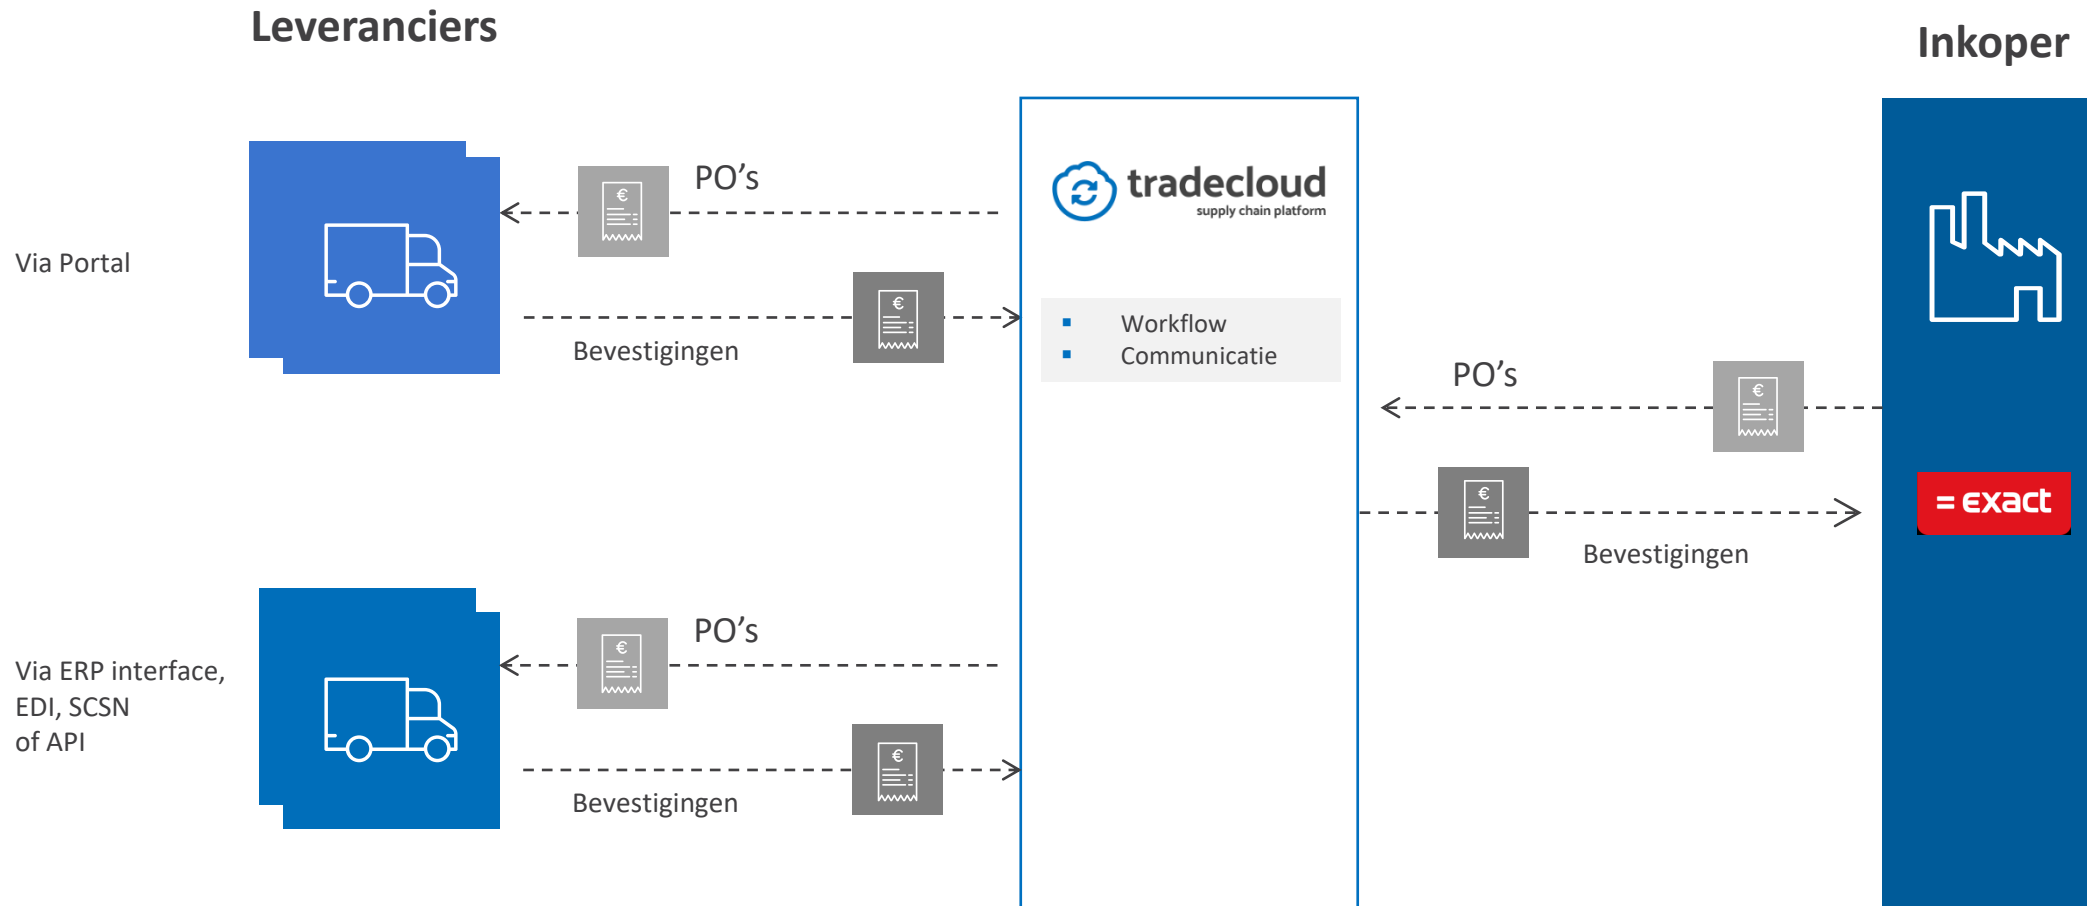 Leveranciers
Inkoper
tradecloud
supply chain platform
PO's
Via Portal
Bevestigingen
▪ Workflow
▪ Communicatie
PO's
= exact
Bevestigingen
PO's
Via ERP interface,
EDI, SCSN
of API
Bevestigingen